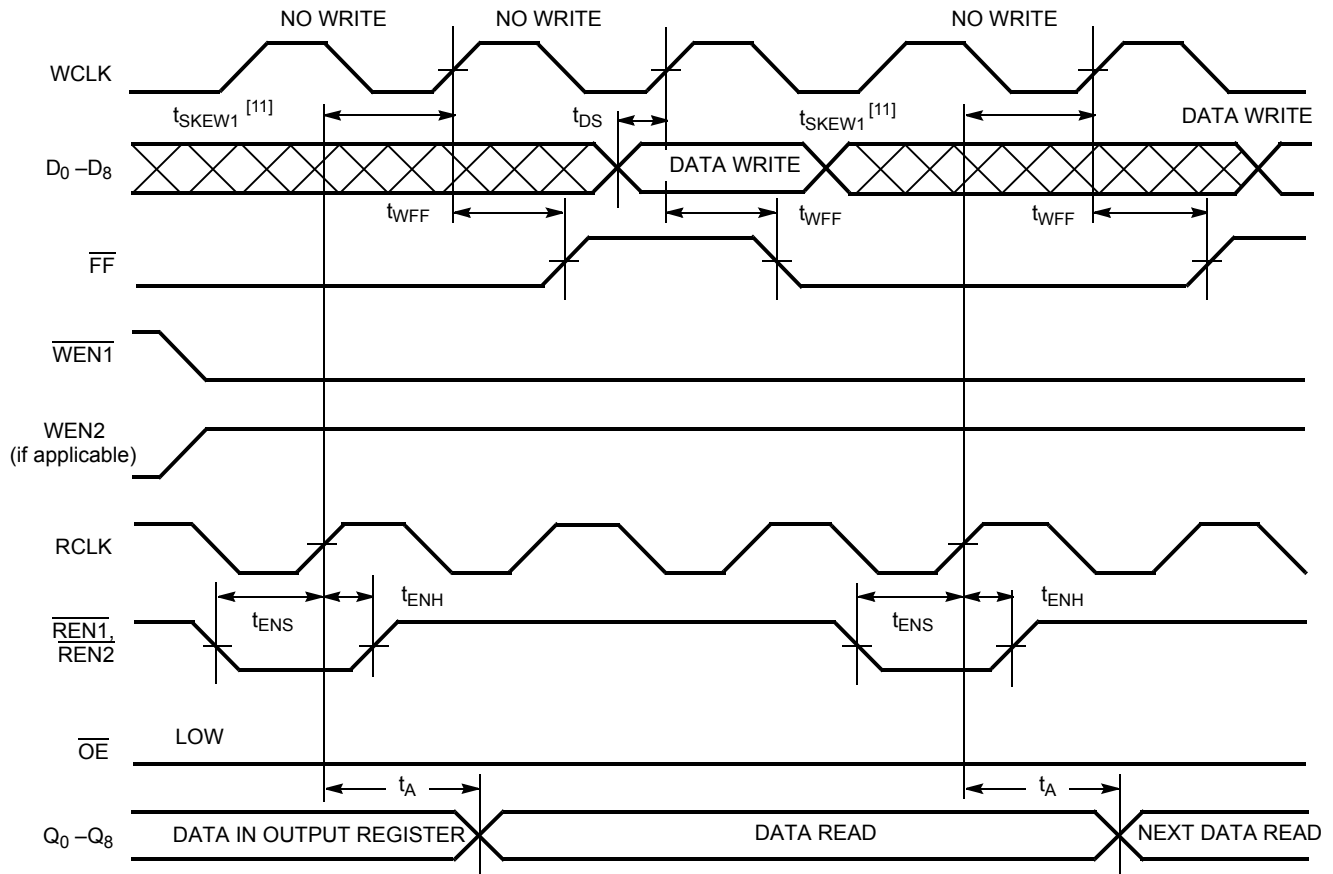 NO WRITE NO WRITE NO WRITE
WCLK
tSKEW1 [11] tDS tSKEW1 [11] DATA WRITE
D0 –D8 DATA WRITE
tWFF tWFF tWFF
FF
WEN1
WEN2
(if applicable)
RCLK
tENS tENH tENS tENH
REN1,
REN2
OE LOW
tA tA
Q0 –Q8 DATA IN OUTPUT REGISTER DATA READ NEXT DATA READ